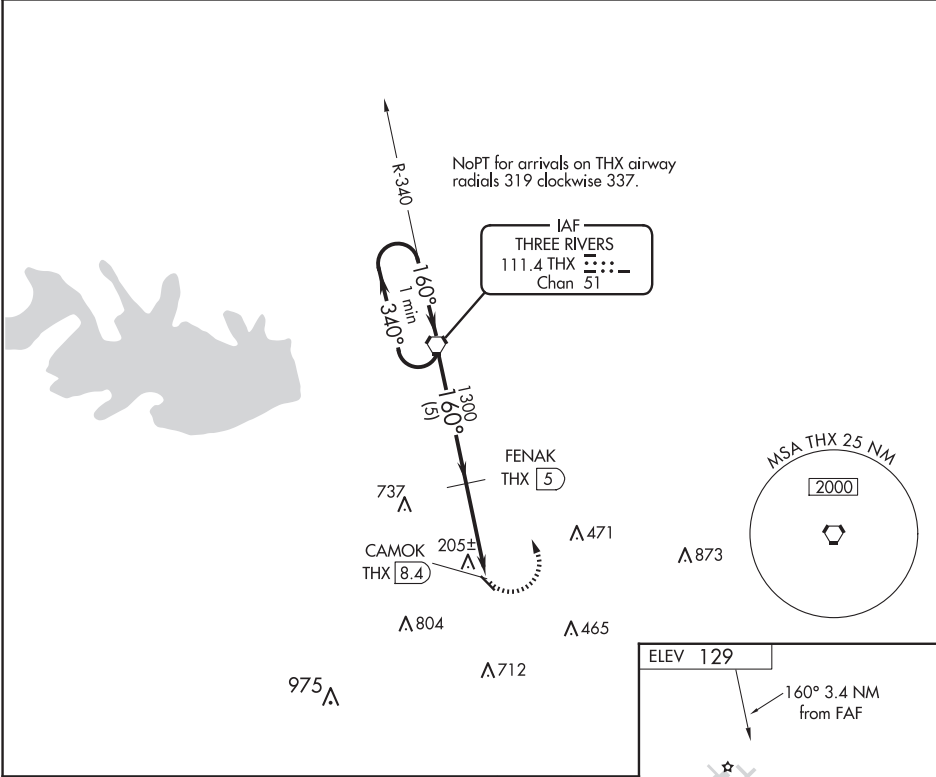 R-340
NoPT for arrivals on THX airway
radials 319 clockwise 337.
IAF
THREE RIVERS
111.4 THX
Chan 51
160°
1 min
340°
1300
160°
(5)
FENAK
THX 5
MSA THX 25 NM
2000
737
471
205±
CAMOK
THX 8.4
873
804
465
712
975
ELEV 129
160° 3.4 NM
from FAF